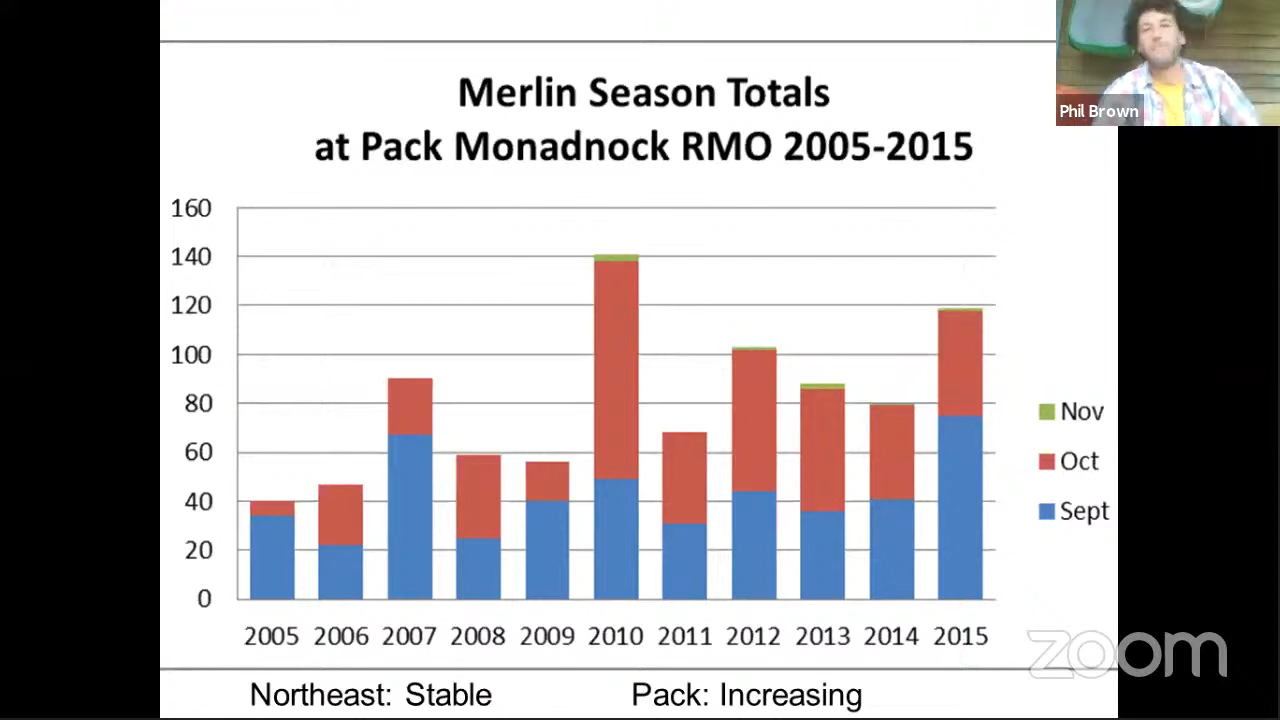 Phil Brown
Merlin Season Totals
at Pack Monadnock RMO 2005-2015
160
140
120
100
80
60
40
20
0
Nov
Oct
Sept
2005 2006 2007 2008 2009 2010 2011 2012 2013 2014 2015
zoom
Northeast: Stable Pack: Increasing